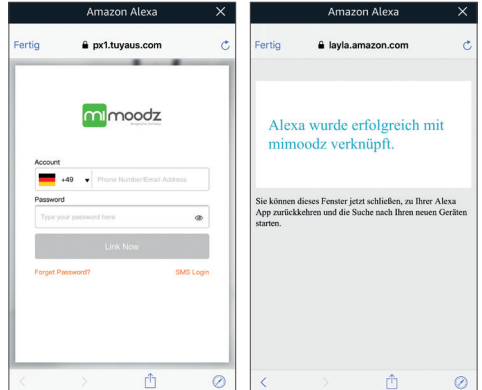 Amazon Alexa
Fertig
px1.tuyaus.com
mimoodz
Account
+49
Phone Number/Email Address
Password
Type your password here
Link Now
Forget Password?
SMS Login
Amazon Alexa
Fertig
layla.amazon.com
Alexa wurde erfolgreich mit
mimoodz verknüpft.
Sie können dieses Fenster jetzt schließen, zu Ihrer Alexa
App zurückkehren und die Suche nach Ihren neuen Geräten
starten.